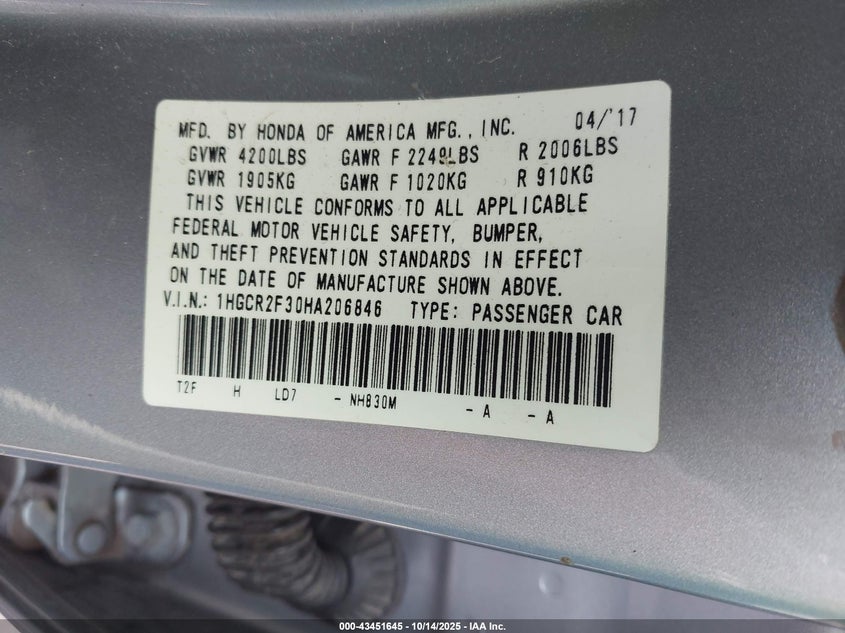 MFD. BY HONDA OF AMERICA MFG., INC. 04/'17
GVWR 4200LBS GAWR F 2249LBS R 2006LBS
GVWR 1905KG GAWR F 1020KG R 910KG
THIS VEHICLE CONFORMS TO ALL APPLICABLE
FEDERAL MOTOR VEHICLE SAFETY, BUMPER,
AND THEFT PREVENTION STANDARDS IN EFFECT
ON THE DATE OF MANUFACTURE SHOWN ABOVE.
V.I.N.: 1HGCR2F30HA206846 TYPE: PASSENGER CAR
T2F H LD7 - NH830M - A - A
000-43451645 - 10/14/2025 - IAA Inc.